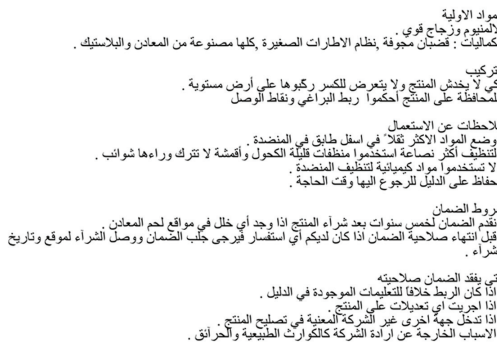 مواد الاولية
لالمنيوم وزجاج قوي .
كماليات : قضبان مجوفة ,نظام الاطارات الصغيرة ,كلها مصنوعة من المعادن والبلاستيك .
تركيب
كي لا يخدش المنتج ولا يتعرض للكسر ركبوها على أرض مستوية .
لمحافظة على المنتج أحكموا ربط البراغي ونقاط الوصل
لاحظات عن الاستعمال
وضع المواد الاكثر ثقلا ً في اسفل طابق في المنضدة .
لتنظيف أكثر نصاعة استخدموا منظفات قليلة الكحول وأقمشة لا تترك وراءها شوائب .
لا تستخدموا مواد كيميائية لتنظيف المنضدة .
حفاظ على الدليل للرجوع اليها وقت الحاجة .
روط الضمان
نقدم الضمان لخمس سنوات بعد شرآء المنتج اذا وجد أي خلل في مواقع لحم المعادن .
قبل انتهاء صلاحية الضمان اذا كان لديكم أي استفسار فيرجى جلب الضمان ووصل الشرآء لموقع وتاريخ
شرآء .
تى يفقد الضمان صلاحيته
اذا كان الربط خلافا للتعليمات الموجودة في الدليل .
اذا اجريت اي تعديلات على المنتج .
اذا تدخل جهة اخرى غير الشركة المعنية في تصليح المنتج .
الاسباب الخارجة عن ارادة الشركة كالكوارث الطبيعية والحرآئق .